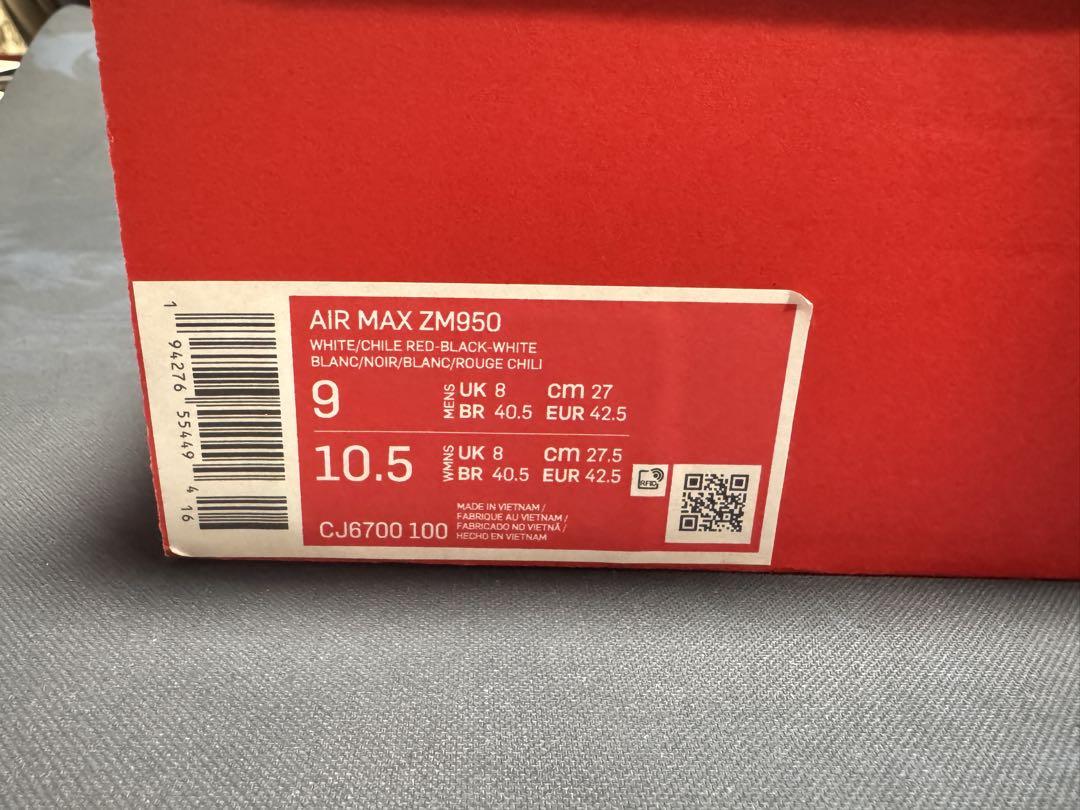 1 94276 55449 4 16
AIR MAX ZM950
WHITE/CHILE RED-BLACK-WHITE
BLANC/NOIR/BLANC/ROUGE CHILI
9 MENS UK 8 cm 27
BR 40.5 EUR 42.5
10.5 WMNS UK 8 cm 27.5
BR 40.5 EUR 42.5
RFID
CJ6700 100
MADE IN VIETNAM /
FABRIQUE AU VIETNAM /
FABRICADO NO VIETNÃ /
HECHO EN VIETNAM